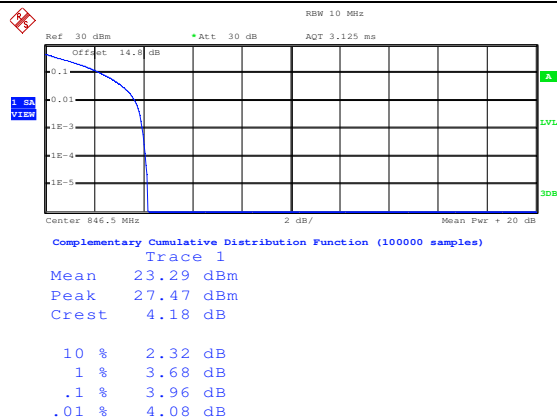 RBW 10 MHz
Ref 30 dBm *Att 30 dB AQT 3.125 ms
Offset 14.8 dB
0.1
A
1 SA
VIEW
0.01
1E-3
LVL
1E-4
1E-5
3DB
Center 846.5 MHz 2 dB/ Mean Pwr + 20 dB
Complementary Cumulative Distribution Function (100000 samples)
Trace 1
Mean 23.29 dBm
Peak 27.47 dBm
Crest 4.18 dB
10 % 2.32 dB
1 % 3.68 dB
.1 % 3.96 dB
.01 % 4.08 dB